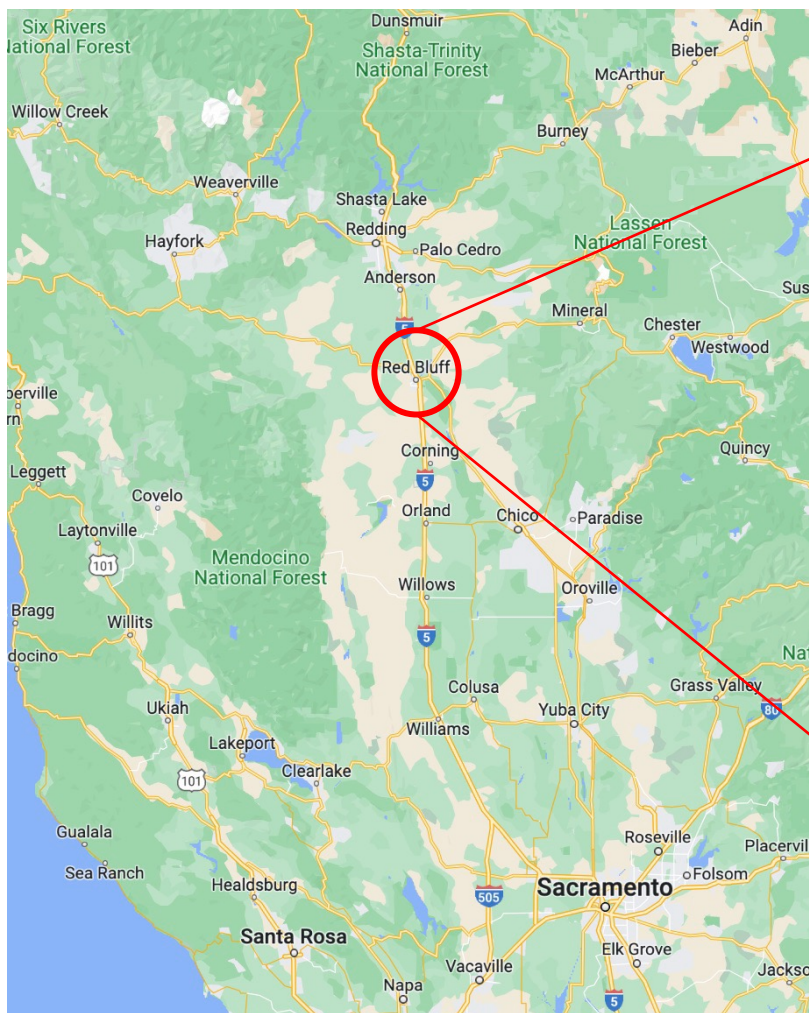 Six Rivers
National Forest
Dunsmuir
Adin
Shasta-Trinity
National Forest
Bieber
McArthur
Willow Creek
Burney
Weaverville
Shasta Lake
Redding
Lassen
National Forest
Hayfork
Palo Cedro
Anderson
Sus
Mineral
5
Chester
Westwood
Red Bluff
perville
rn
Corning
Quincy
Leggett
5
Covelo
Orland
Chico
Paradise
Laytonville
101
Mendocino
National Forest
Willows
Oroville
Bragg
Willits
5
docino
Nat
Colusa
Grass Valley
Ukiah
Yuba City
80
Williams
Lakeport
Clearlake
101
Gualala
Roseville
Placervil
Sea Ranch
Folsom
Healdsburg
Sacramento
505
Santa Rosa
Elk Grove
Vacaville
Jackso
Napa
5